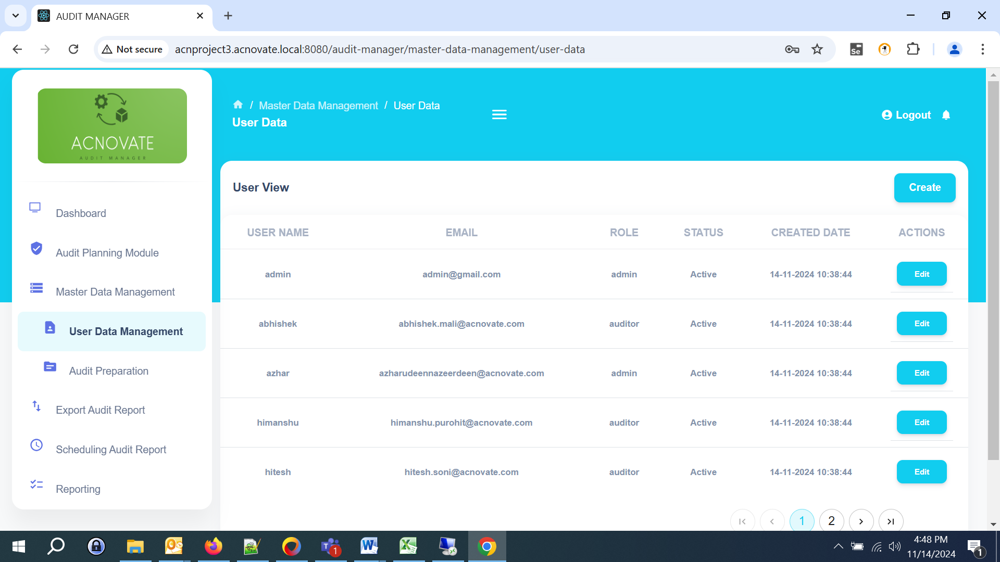 AUDIT MANAGER
Not secure
acnproject3.acnovate.local:8080/audit-manager/master-data-management/user-data
Se
ACNOVATE
AUDIT MANAGER
/ Master Data Management / User Data
User Data
Logout
Dashboard
Audit Planning Module
Master Data Management
User Data Management
Audit Preparation
Export Audit Report
Scheduling Audit Report
Reporting
User View
Create
USER NAME EMAIL ROLE STATUS CREATED DATE ACTIONS
admin admin@gmail.com admin Active 14-11-2024 10:38:44 Edit
abhishek abhishek.mali@acnovate.com auditor Active 14-11-2024 10:38:44 Edit
azhar azharudeennazeerdeen@acnovate.com admin Active 14-11-2024 10:38:44 Edit
himanshu himanshu.purohit@acnovate.com auditor Active 14-11-2024 10:38:44 Edit
hitesh hitesh.soni@acnovate.com auditor Active 14-11-2024 10:38:44 Edit
1 2
T 1
W
X
4:48 PM
11/14/2024
1